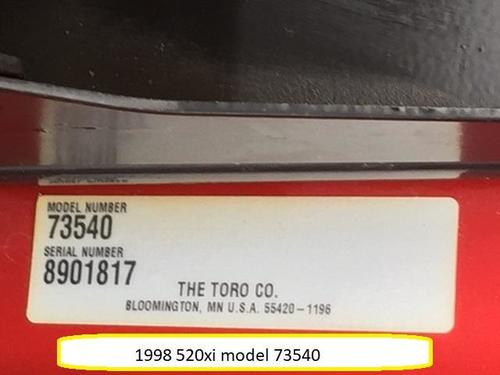 MODEL NUMBER
73540
SERIAL NUMBER
8901817
THE TORO CO.
BLOOMINGTON, MN U.S.A. 55420-1196
1998 520xi model 73540